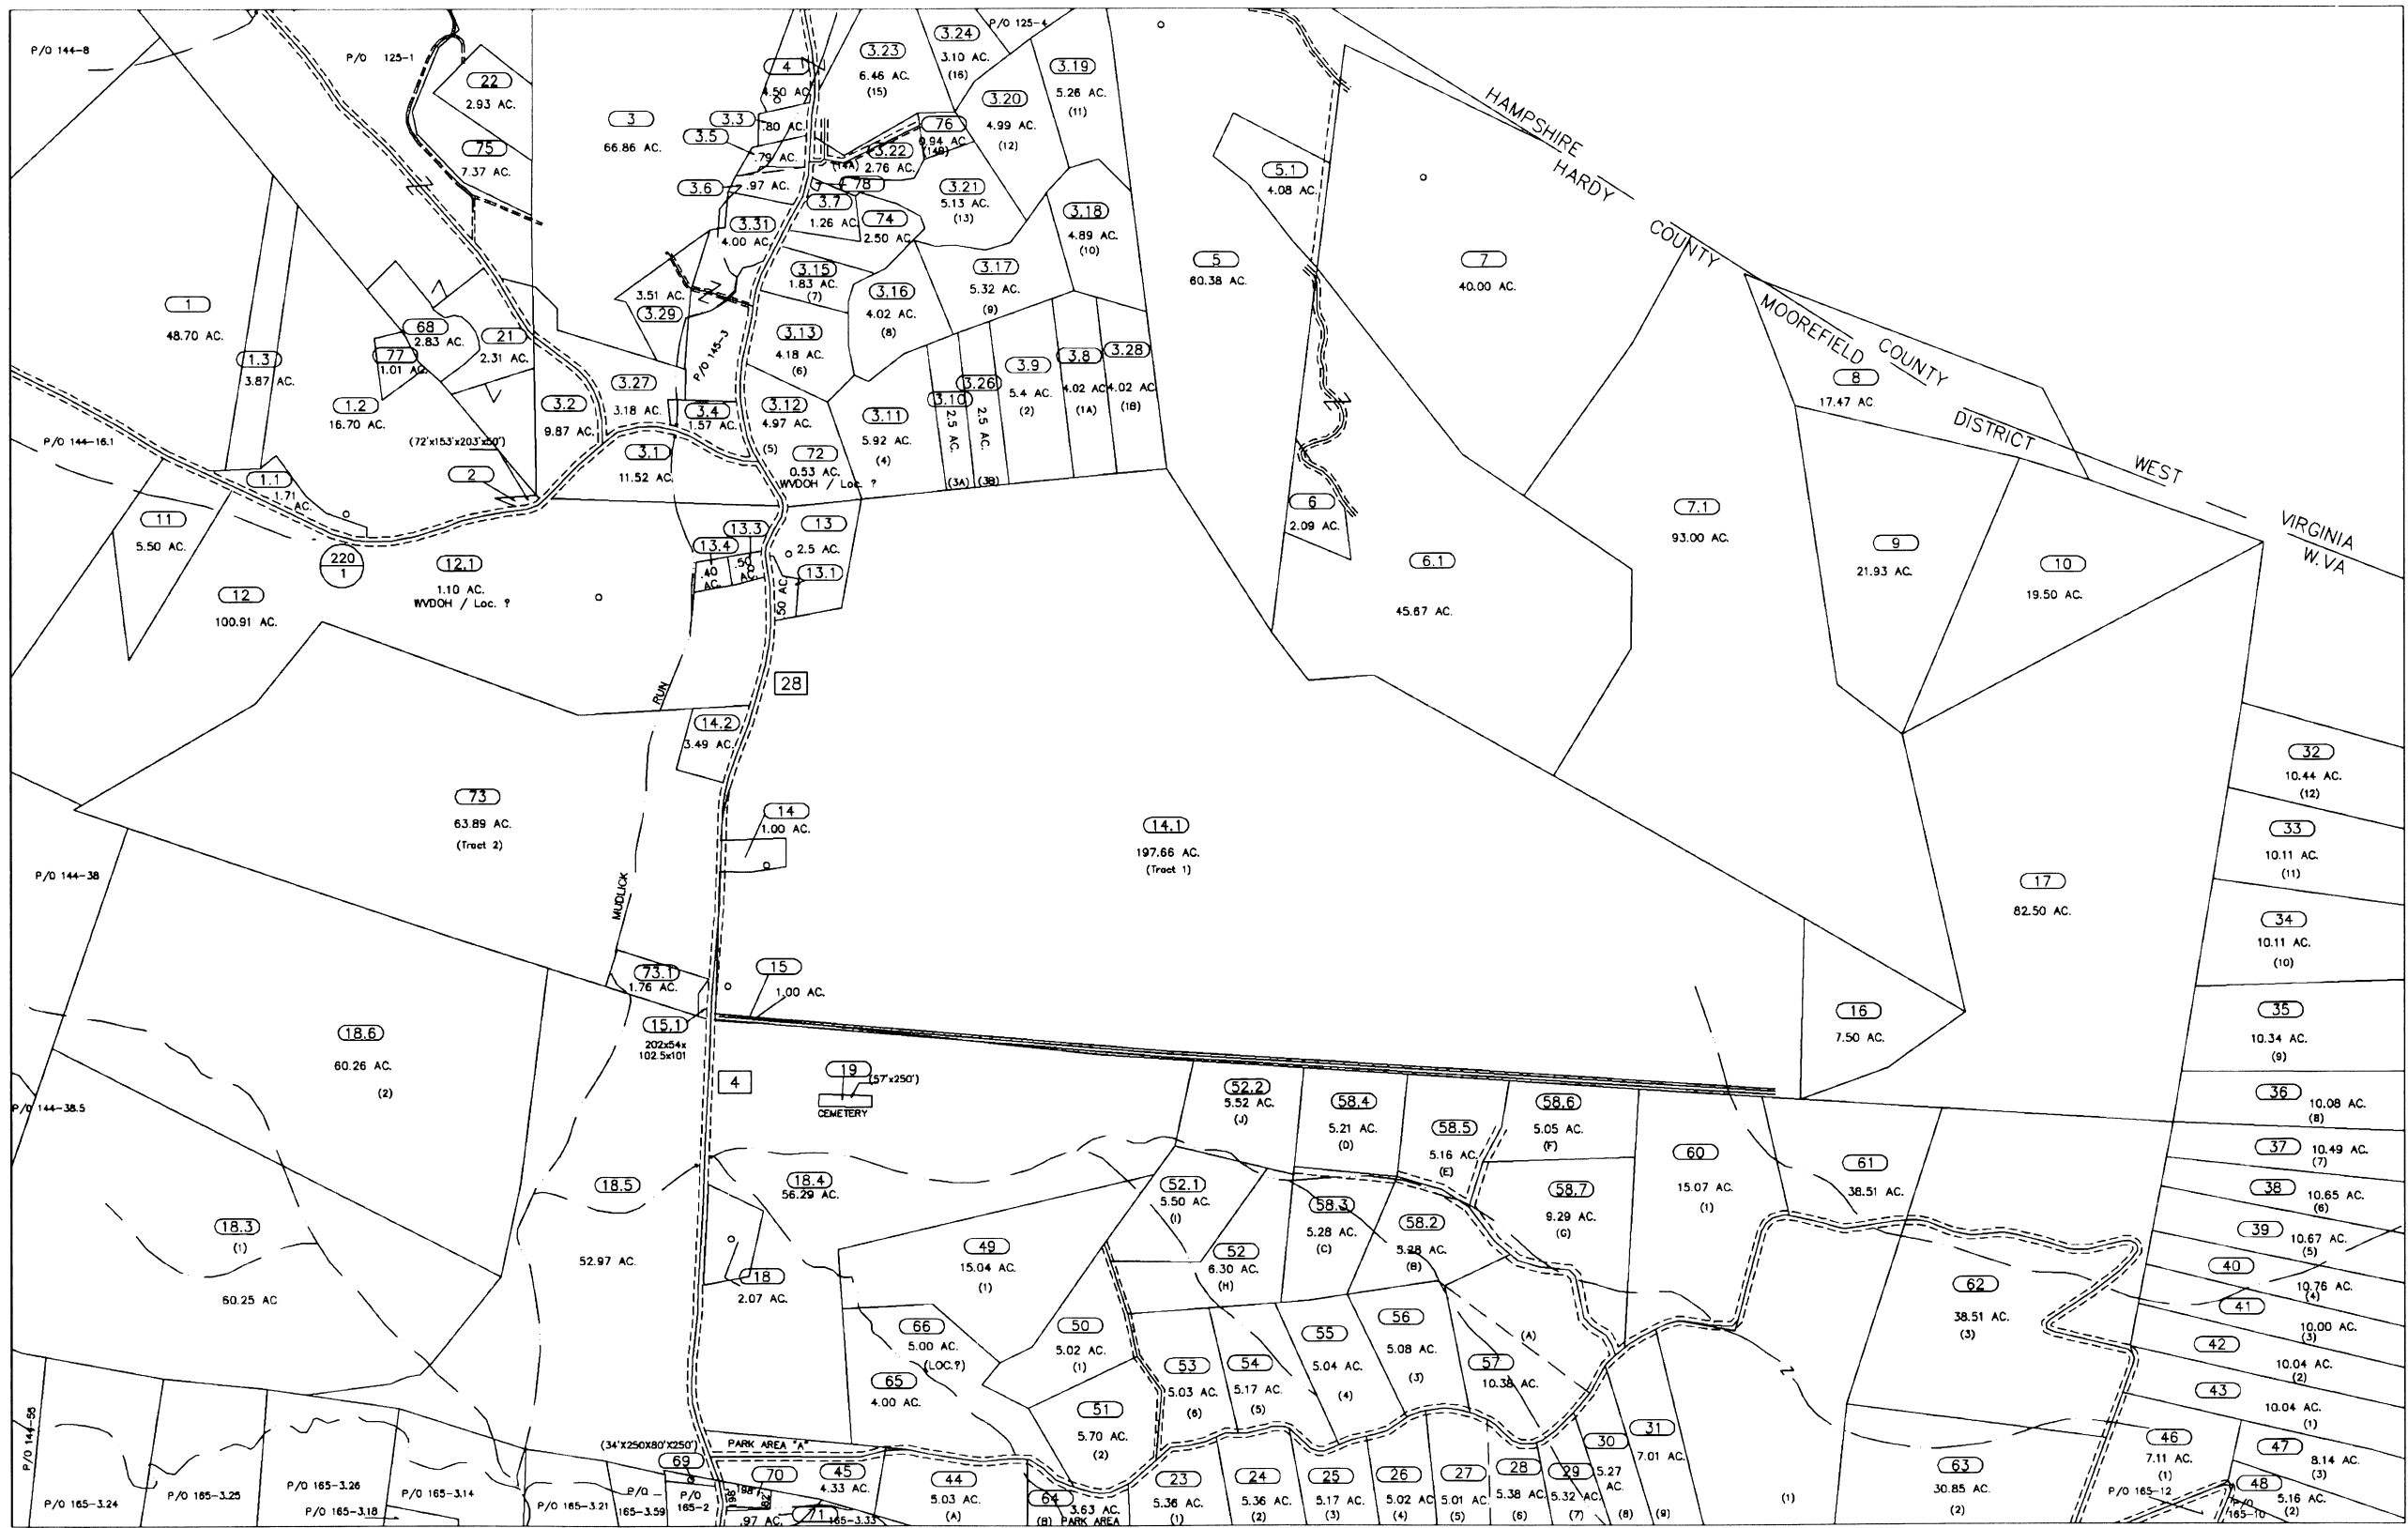 P/O 144-8
P/O 125-1
22
2.93 AC.
75
7.37 AC.
3
66.86 AC.
4
4.50 AC
3.3
.80 AC.
3.5
.79 AC.
3.6
.97 AC.
3.23
6.46 AC.
(15)
3.24
3.10 AC.
(16)
P/O 125-4
3.19
5.26 AC.
(11)
3.20
4.99 AC.
(12)
76
0.94 AC
(14B)
3.22
2.76 AC.
(14A)
78
3.7
1.26 AC.
74
2.50 AC
3.21
5.13 AC.
(13)
3.18
4.89 AC.
(10)
3.31
4.00 AC.
3.15
1.83 AC.
(7)
3.16
4.02 AC.
(8)
3.17
5.32 AC.
(9)
3.51 AC.
3.29
P/O 145-3
3.13
4.18 AC.
(6)
5.1
4.08 AC.
5
60.38 AC.
7
40.00 AC.
HAMPSHIRE
HARDY
COUNTY
COUNTY
MOOREFIELD
DISTRICT
WEST
VIRGINIA
W.VA
8
17.47 AC.
1
48.70 AC.
1.3
3.87 AC.
68
2.83 AC.
77
1.01 AC.
21
2.31 AC.
1.2
16.70 AC.
(72'x153'x203'x50')
2
3.2
9.87 AC.
3.27
3.18 AC.
3.4
1.57 AC.
3.1
11.52 AC.
3.12
4.97 AC.
(5)
72
0.53 AC.
WVDOH / Loc. ?
3.11
5.92 AC.
(4)
3.10
2.5 AC.
(3A)
3.26
2.5 AC.
(3B)
3.9
5.4 AC.
(2)
3.8
4.02 AC
(1A)
3.28
4.02 AC.
(1B)
P/O 144-16.1
1.1
1.71
AC.
11
5.50 AC.
220
1
12
100.91 AC.
12.1
1.10 AC.
WVDOH / Loc. ?
13.3
.50
AC.
13.4
.40
AC.
13
2.5 AC.
13.1
.50 AC
6
2.09 AC.
6.1
45.67 AC.
7.1
93.00 AC.
9
21.93 AC.
10
19.50 AC.
28
RUN
14.2
3.49 AC.
73
63.89 AC.
(Tract 2)
14
1.00 AC.
14.1
197.66 AC.
(Tract 1)
MUDLICK
P/O 144-38
32
10.44 AC.
(12)
33
10.11 AC.
(11)
34
10.11 AC.
(10)
17
82.50 AC.
73.1
1.76 AC.
15
1.00 AC.
15.1
202x54x
102.5x101
16
7.50 AC.
35
10.34 AC.
(9)
18.6
60.26 AC.
(2)
P/O 144-38.5
4
19
(57'x250')
CEMETERY
52.2
5.52 AC.
(J)
58.4
5.21 AC.
(D)
58.5
5.16 AC.
(E)
58.6
5.05 AC.
(F)
36
10.08 AC.
(8)
37
10.49 AC.
(7)
38
10.65 AC.
(6)
39
10.67 AC.
(5)
40
10.76 AC.
(4)
41
10.00 AC.
(3)
42
10.04 AC.
(2)
43
10.04 AC.
(1)
60
15.07 AC.
(1)
61
38.51 AC.
18.5
52.97 AC.
18.4
56.29 AC.
52.1
5.50 AC.
(I)
58.3
5.28 AC.
(C)
58.2
5.28 AC.
(B)
58.7
9.29 AC.
(G)
18.3
(1)
60.25 AC
18
2.07 AC.
49
15.04 AC.
(1)
52
6.30 AC.
(H)
62
38.51 AC.
(3)
66
5.00 AC.
(LOC.?)
65
4.00 AC.
50
5.02 AC.
(1)
53
5.03 AC.
(6)
54
5.17 AC.
(5)
55
5.04 AC.
(4)
56
5.08 AC.
(3)
57
10.38 AC.
(A)
51
5.70 AC.
(2)
P/O 144-55
P/O 165-3.24
P/O 165-3.25
P/O 165-3.26
P/O 165-3.18
P/O 165-3.14
P/O 165-3.21
P/O
165-3.59
(34'X250X80'X250')
69
P/O
165-2
PARK AREA "A"
198'
198'
70
.97 AC.
45
4.33 AC.
71
165-3.33
44
5.03 AC.
(A)
64
3.63 AC.
(B) PARK AREA
23
5.36 AC.
(1)
24
5.36 AC.
(2)
25
5.17 AC.
(3)
26
5.02 AC.
(4)
27
5.01 AC.
(5)
28
5.38 AC.
(6)
29
5.32 AC.
(7)
30
5.27
AC.
(8)
31
7.01 AC.
(9)
(1)
63
30.85 AC.
(2)
46
7.11 AC.
(1)
P/O 165-12
47
8.14 AC.
(3)
48
5.16 AC.
(2)
P/O
165-10